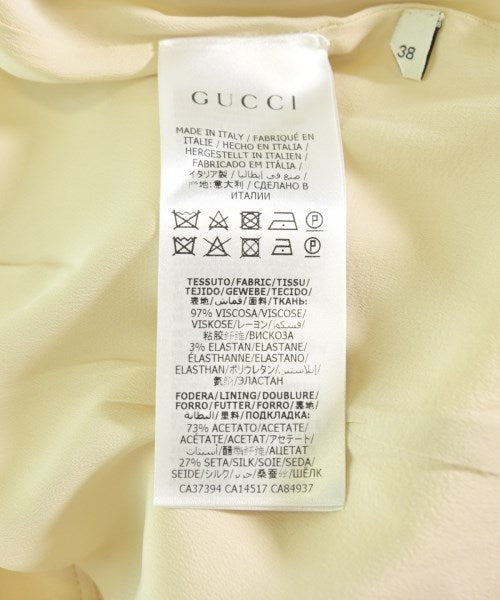 38
GUCCI
MADE IN ITALY / FABRIQUÉ EN
ITALIE / HECHO EN ITALIA /
HERGESTELLT IN ITALIEN /
FABRICADO EM ITÁLIA /
イタリア製 / صنع في إيطاليا /
产地: 意大利 / СДЕЛАНО В
ИТАЛИИ
P
P
TESSUTO/FABRIC/TISSU/
TEJIDO/GEWEBE/TECIDO/
表地/قماش/面料/ТКАНЬ:
97% VISCOSA/VISCOSE/
VISKOSE/レーヨン/فسكوز/
粘胶纤维/ВИСКОЗА
3% ELASTAN/ELASTANE/
ÉLASTHANNE/ELASTANO/
ELASTHAN/ポリウレタン/إيلاستين/
氨纶/ЭЛАСТАН
FODERA/LINING/DOUBLURE/
FORRO/FUTTER/FORRO/裏地/
البطانة/里料/ПОДКЛАДКА:
73% ACETATO/ACETATE/
ACÉTATE/ACETAT/アセテート/
أسيتات/醋酯纤维/АЦЕТАТ
27% SETA/SILK/SOIE/SEDA/
SEIDE/シルク/حرير/桑蚕丝/ШЁЛК
CA37394 CA14517 CA84937